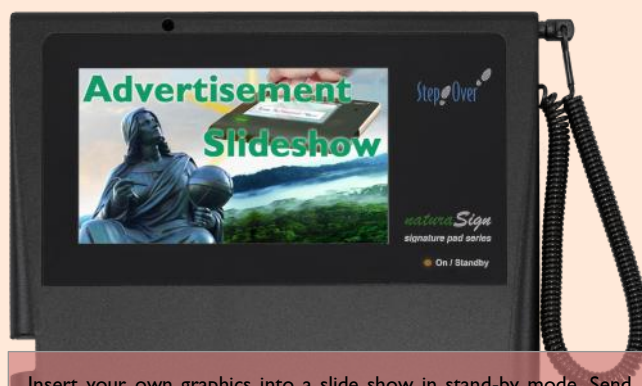 Advertisement
Slideshow
StepOver
naturaSign
signature pad series
On / Standby
Insert your own graphics into a slide show in stand-by mode. Send